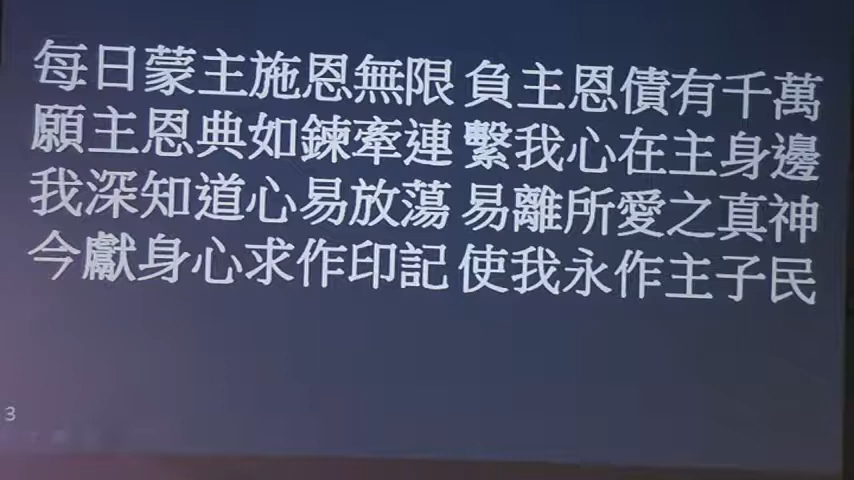 每日蒙主施恩無限 負主恩債有千萬
願主恩典如鍊牽連 繫我心在主身邊
我深知道心易放蕩 易離所愛之真神
今獻身心求作印記 使我永作主子民
3